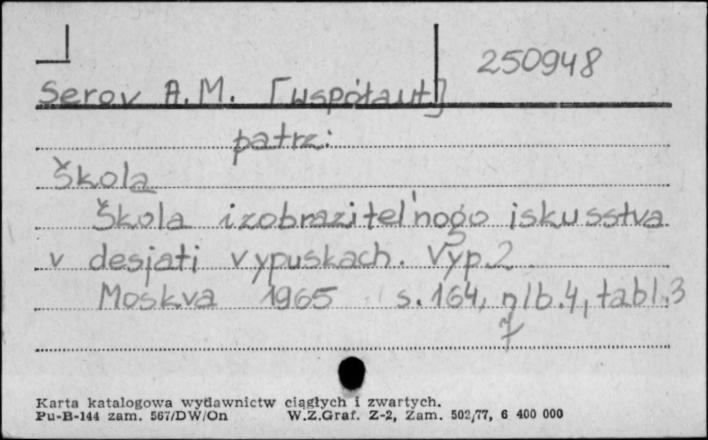 250948
Serov A.M. [współaut.]
patrz:
Škola
Škola izobrazitel'nogo iskusstva
v desjati vypuskach. Vyp. 2
Moskva 1965 s. 164, nlb. 4, tabl. 3
Karta katalogowa wydawnictw ciągłych i zwartych.
Pu-B-144 zam. 567/DW/On W.Z.Graf. Z-2, Zam. 502/77, 6 400 000